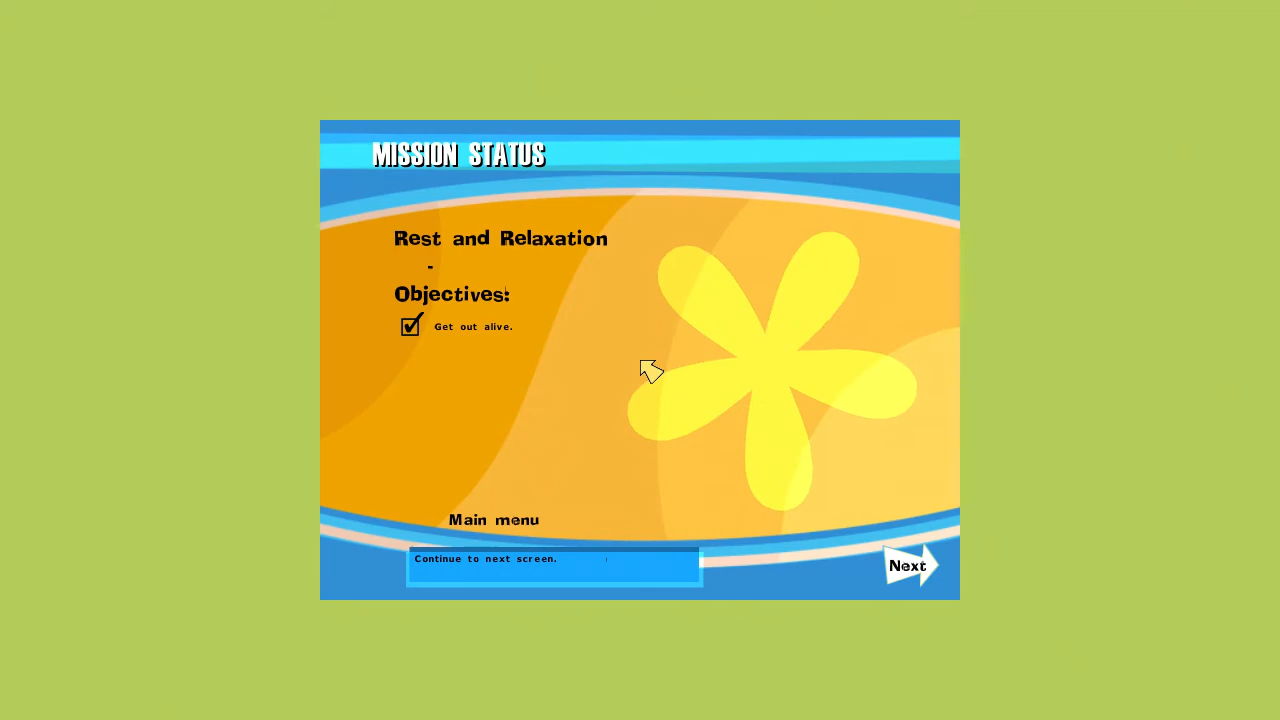 MISSION STATUS
Rest and Relaxation
-
Objectives:
Get out alive.
Main menu
Continue to next screen.
Next